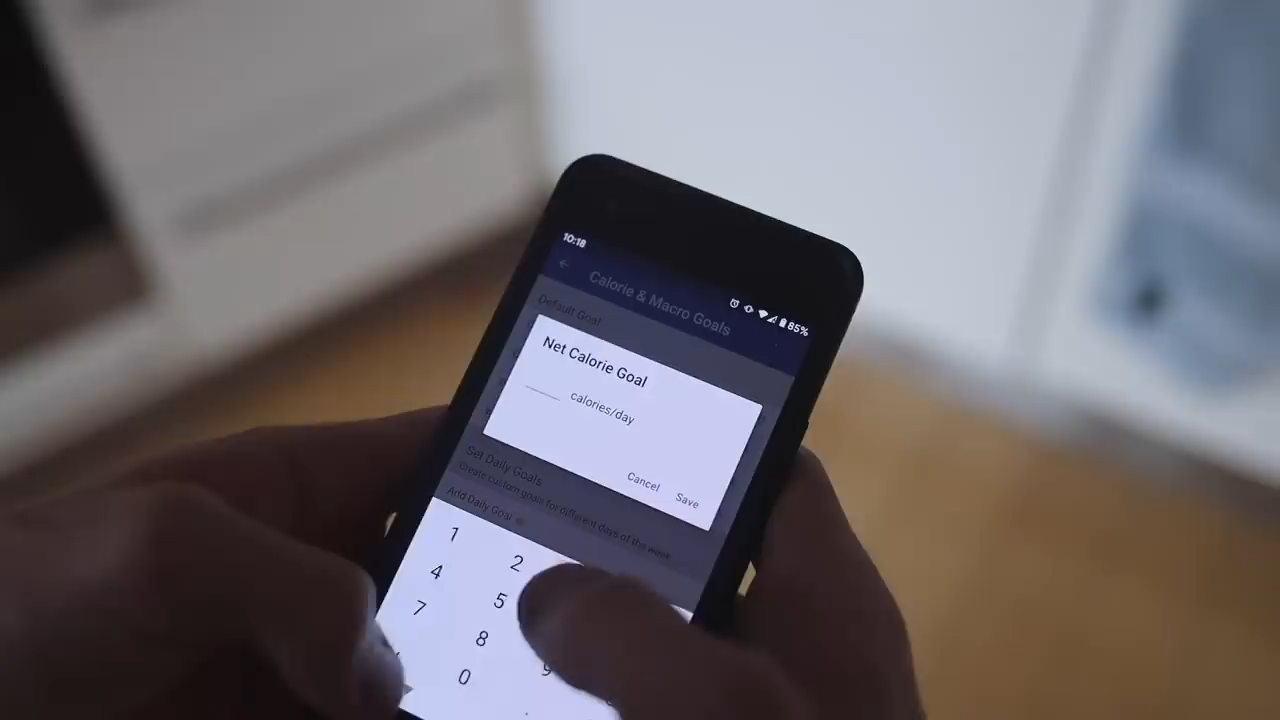 10:18
85%
Calorie & Macro Goals
Default Goal
Net Calorie Goal
calories/day
Cancel Save
Set Daily Goals
Create custom goals for different days of the week
Add Daily Goal
1 2
4 5
7 8 9
0 .